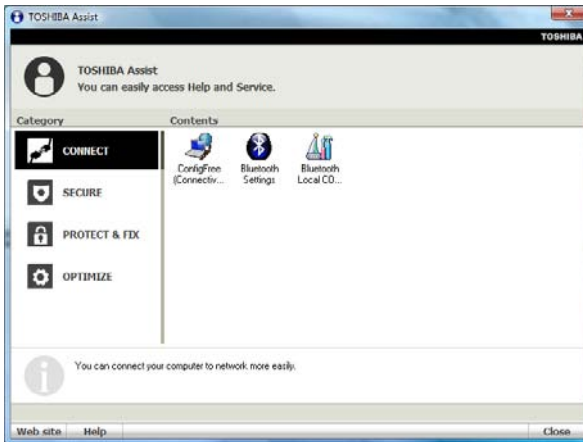 TOSHIBA Assist
TOSHIBA
TOSHIBA Assist
You can easily access Help and Service.
Category
Contents
CONNECT
SECURE
PROTECT & FIX
OPTIMIZE
ConfigFree
(Connectiv...
Bluetooth
Settings
Bluetooth
Local CO...
You can connect your computer to network more easily.
Web site
Help
Close